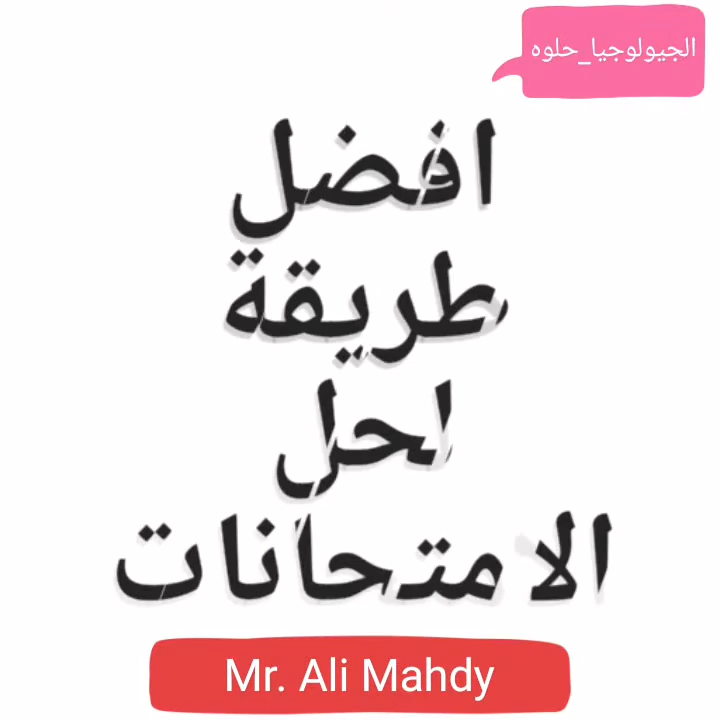 الجيولوجيا_حلوه
افضل
طريقة
لحل
الامتحانات
Mr. Ali Mahdy